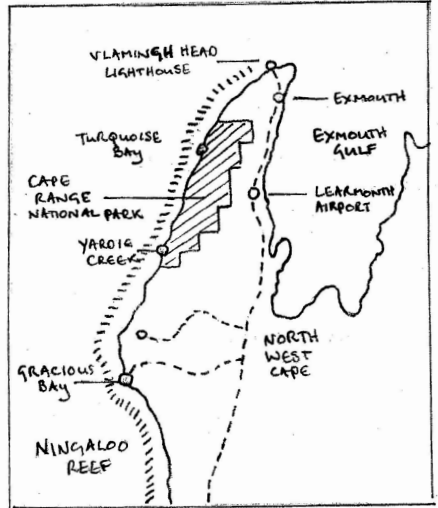 VLAMINGH HEAD
LIGHTHOUSE
EXMOUTH
TURQUOISE
BAY
EXMOUTH
GULF
CAPE
RANGE
NATIONAL PARK
LEARMONTH
AIRPORT
YARDIE
CREEK
NORTH
WEST
CAPE
GRACIOUS
BAY
NINGALOO
REEF